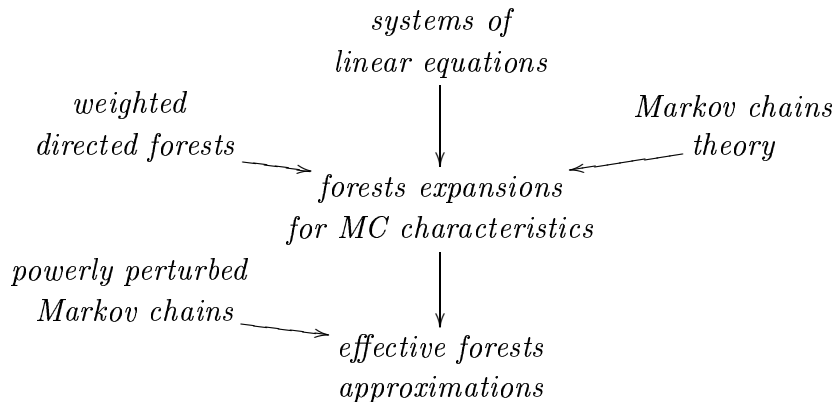 systems of
linear equations
weighted
directed forests
Markov chains
theory
forests expansions
for MC characteristics
powerly perturbed
Markov chains
effective forests
approximations